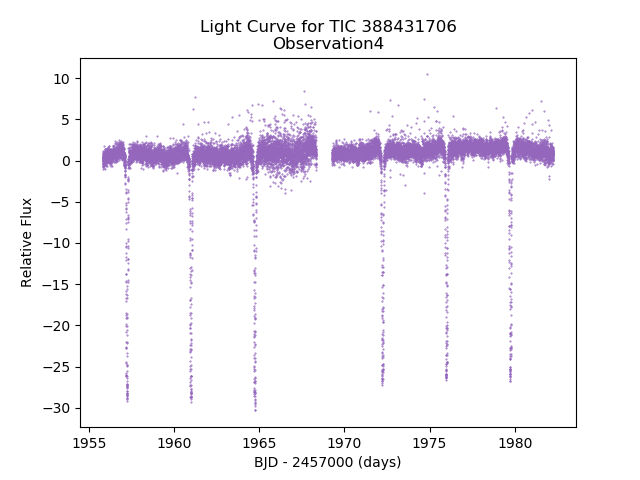 Light Curve for TIC 388431706
Observation4
10
5
0
−5
−10
−15
−20
−25
−30
Relative Flux
1955 1960 1965 1970 1975 1980
BJD - 2457000 (days)